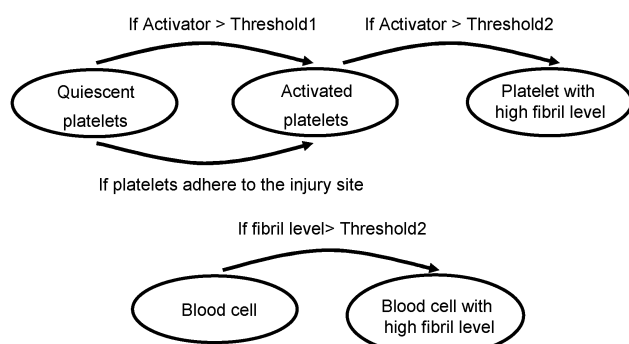 If Activator > Threshold1
If Activator > Threshold2
Quiescent
platelets
Activated
platelets
Platelet with
high fibril level
If platelets adhere to the injury site
If fibril level> Threshold2
Blood cell
Blood cell with
high fibril level